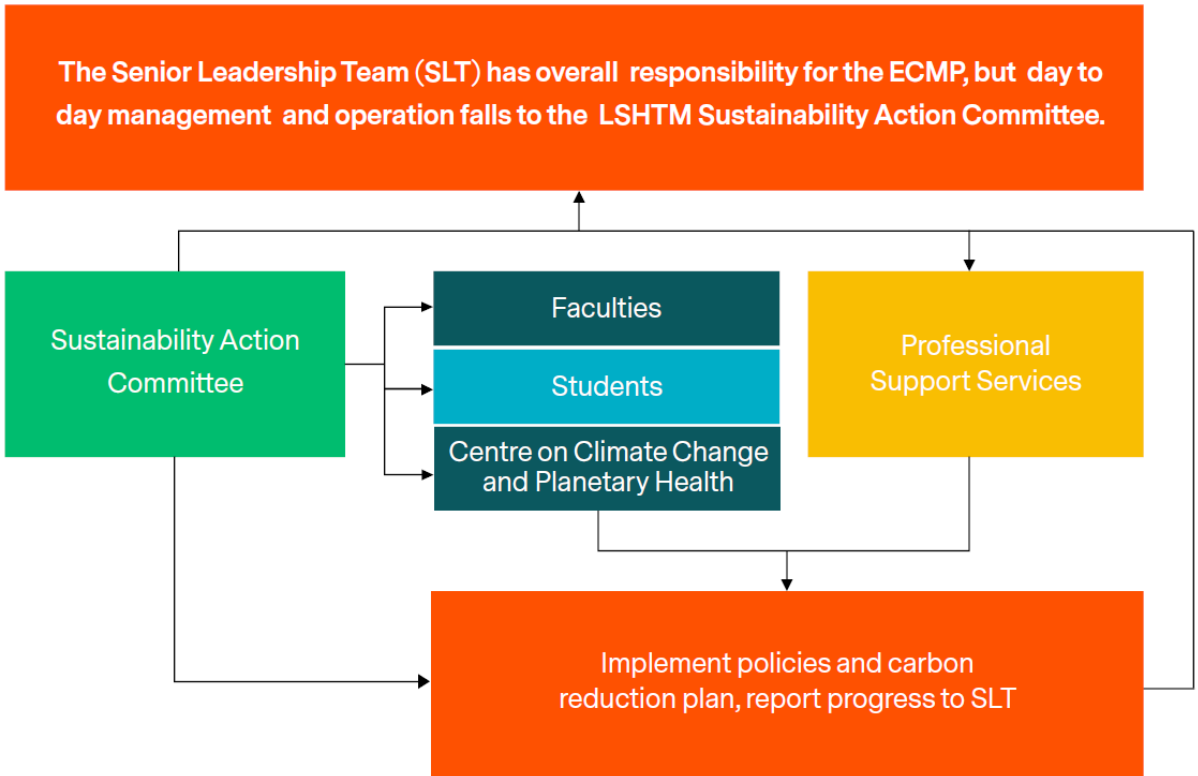 The Senior Leadership Team (SLT) has overall responsibility for the ECMP, but day to
day management and operation falls to the LSHTM Sustainability Action Committee.
Sustainability Action
Committee
Faculties
Students
Centre on Climate Change
and Planetary Health
Professional
Support Services
Implement policies and carbon
reduction plan, report progress to SLT